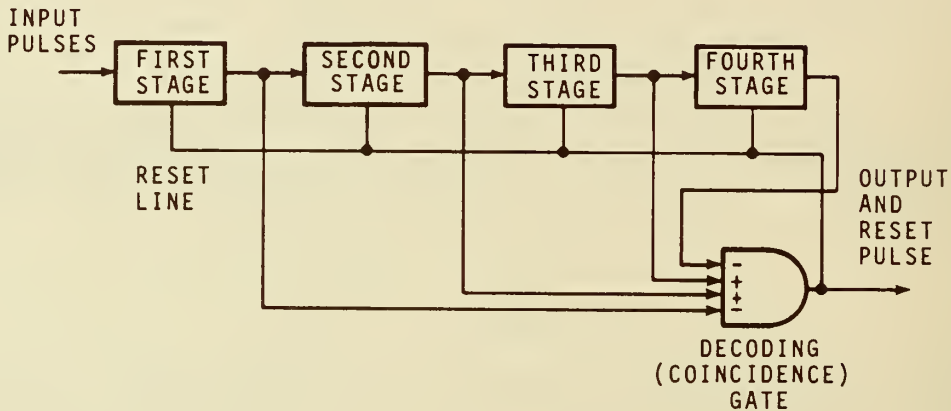 INPUT
PULSES
FIRST
STAGE
SECOND
STAGE
THIRD
STAGE
FOURTH
STAGE
RESET
LINE
OUTPUT
AND
RESET
PULSE
-
+
+
-
DECODING
(COINCIDENCE)
GATE